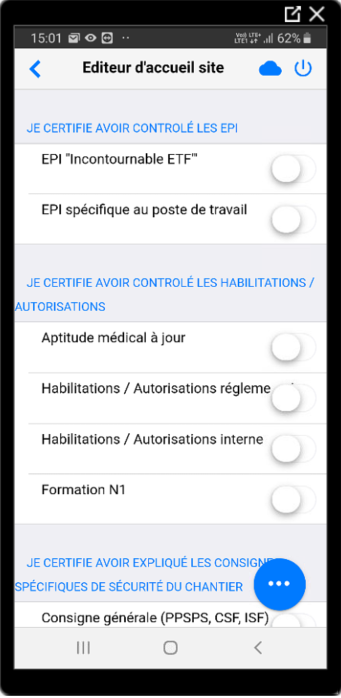 15:01
VoD LTE+ 62%
LTE1
Editeur d'accueil site
JE CERTIFIE AVOIR CONTROLÉ LES EPI
EPI "Incontournable ETF"
EPI spécifique au poste de travail
JE CERTIFIE AVOIR CONTROLÉ LES HABILITATIONS /
AUTORISATIONS
Aptitude médical à jour
Habilitations / Autorisations régleme
Habilitations / Autorisations interne
Formation N1
JE CERTIFIE AVOIR EXPLIQUÉ LES CONSIGNE
SPÉCIFIQUES DE SÉCURITÉ DU CHANTIER
Consigne générale (PPSPS, CSF, ISF)